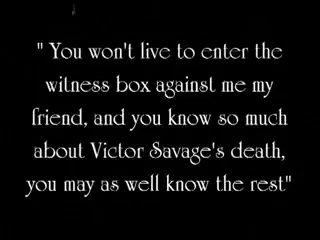 " You won't live to enter the
witness box against me my
friend, and you know so much
about Victor Savage's death,
you may as well know the rest"